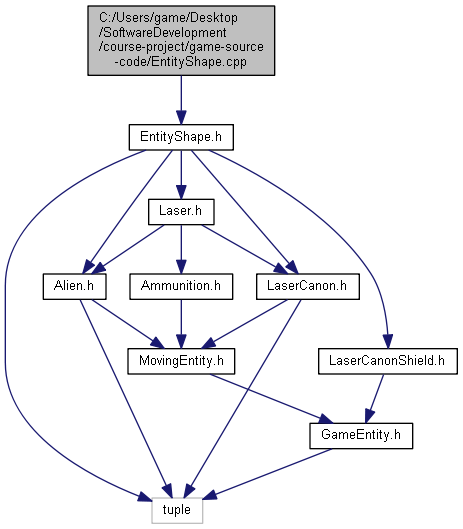 C:/Users/game/Desktop
/SoftwareDevelopment
/course-project/game-source
-code/EntityShape.cpp
EntityShape.h
Laser.h
Alien.h
Ammunition.h
LaserCanon.h
MovingEntity.h
LaserCanonShield.h
GameEntity.h
tuple